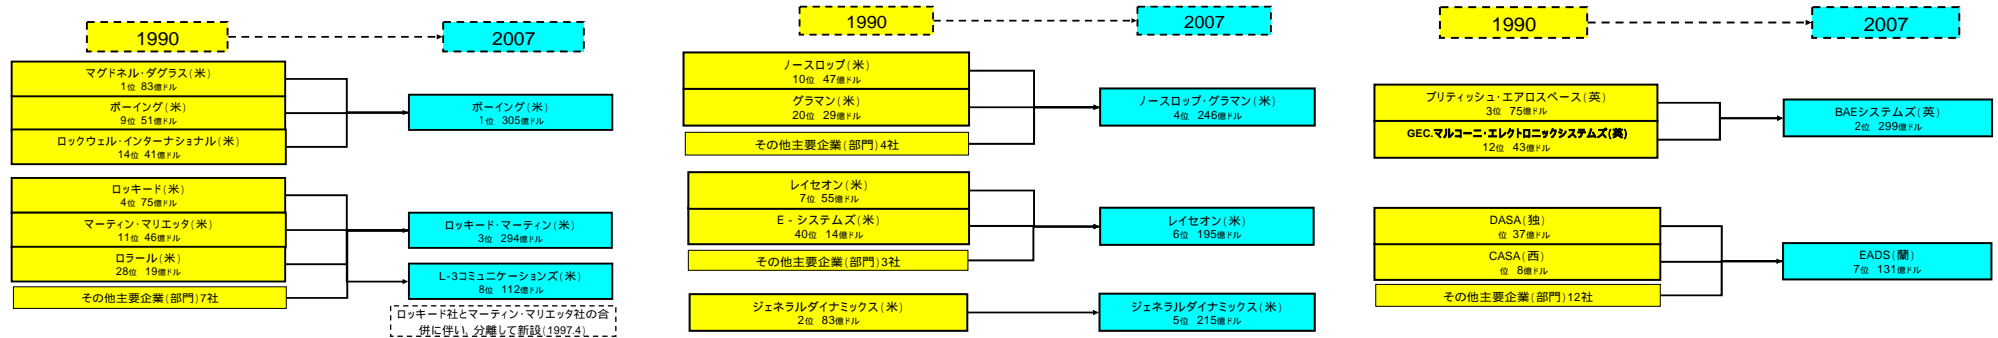 1990
2007
マグドネル・ダグラス(米)
1位 83億ドル
ボーイング(米)
9位 51億ドル
ロックウェル・インターナショナル(米)
14位 41億ドル
ボーイング(米)
1位 305億ドル
ロッキード(米)
4位 75億ドル
マーティン・マリエッタ(米)
11位 46億ドル
ロラール(米)
28位 19億ドル
その他主要企業(部門)7社
ロッキード・マーティン(米)
3位 294億ドル
L-3コミュニケーションズ(米)
8位 112億ドル
ロッキード社とマーティン・マリエッタ社の合
併に伴い、分離して新設(1997.4)
1990
2007
ノースロップ(米)
10位 47億ドル
グラマン(米)
20位 29億ドル
その他主要企業(部門)4社
ノースロップ・グラマン(米)
4位 246億ドル
レイセオン(米)
7位 55億ドル
E-システムズ(米)
40位 14億ドル
その他主要企業(部門)3社
レイセオン(米)
6位 195億ドル
ジェネラルダイナミックス(米)
2位 83億ドル
ジェネラルダイナミックス(米)
5位 215億ドル
1990
2007
ブリティッシュ・エアロスペース(英)
3位 75億ドル
GEC.マルコーニ・エレクトロニックシステムズ(英)
12位 43億ドル
BAEシステムズ(英)
2位 299億ドル
DASA(独)
位 37億ドル
CASA(西)
位 8億ドル
その他主要企業(部門)12社
EADS(蘭)
7位 131億ドル